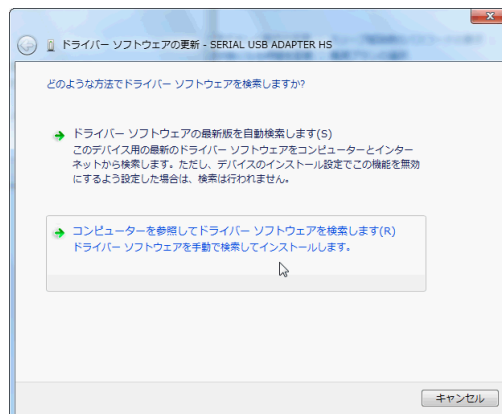 ドライバー ソフトウェアの更新 - SERIAL USB ADAPTER HS
どのような方法でドライバー ソフトウェアを検索しますか?
ドライバー ソフトウェアの最新版を自動検索します(S)
このデバイス用の最新のドライバー ソフトウェアをコンピューターとインター
ネットから検索します。ただし、デバイスのインストール設定でこの機能を無効
にするよう設定した場合は、検索は行われません。
コンピューターを参照してドライバー ソフトウェアを検索します(R)
ドライバー ソフトウェアを手動で検索してインストールします。
キャンセル